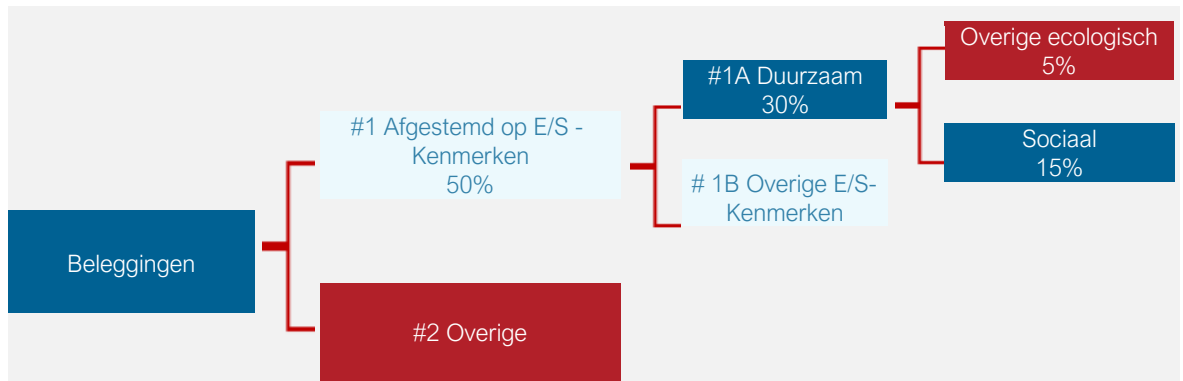 Beleggingen
#1 Afgestemd op E/S -
Kenmerken
50%
#2 Overige
#1A Duurzaam
30%
# 1B Overige E/S-
Kenmerken
Overige ecologisch
5%
Sociaal
15%